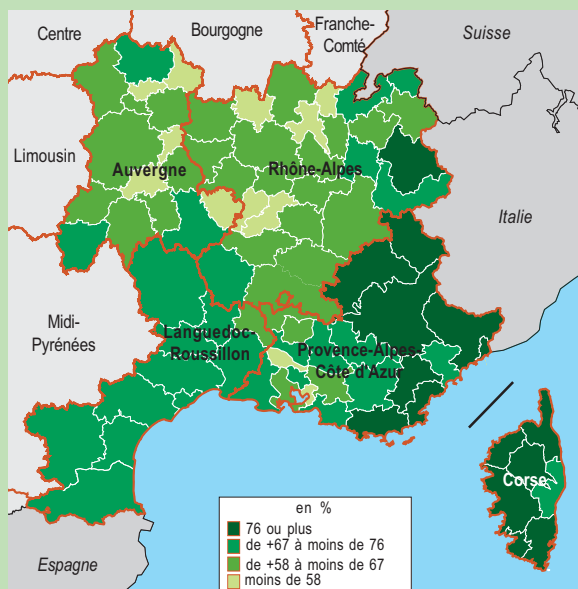 Centre
Bourgogne
Franche-
Comté
Suisse
Limousin
Auvergne
Rhône-Alpes
Italie
Midi-
Pyrénées
Languedoc-
Roussillon
Provence-Alpes-
Côte d'Azur
Corse
Espagne
en %
76 ou plus
de +67 à moins de 76
de +58 à moins de 67
moins de 58